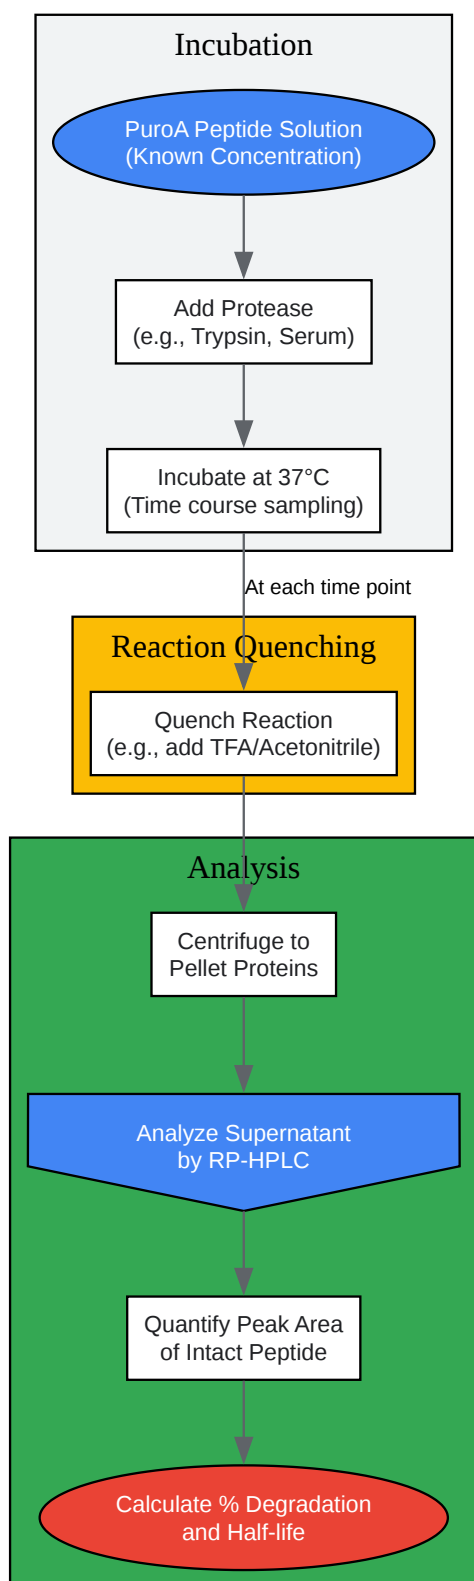 Incubation
PuroA Peptide Solution
(Known Concentration)
Add Protease
(e.g., Trypsin, Serum)
Incubate at 37°C
(Time course sampling)
At each time point
Reaction Quenching
Quench Reaction
(e.g., add TFA/Acetonitrile)
Analysis
Centrifuge to
Pellet Proteins
Analyze Supernatant
by RP-HPLC
Quantify Peak Area
of Intact Peptide
Calculate % Degradation
and Half-life